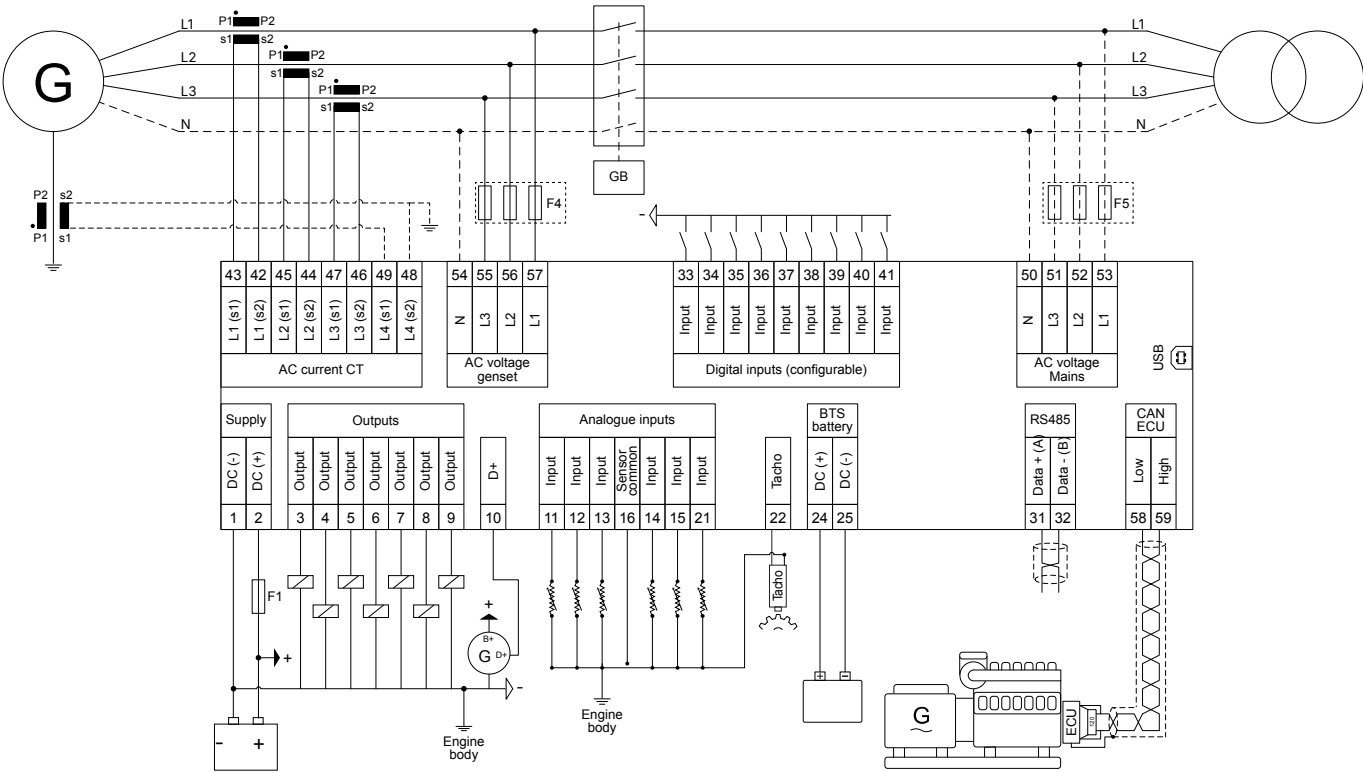 P1 P2
L1
s1 s2
P1 P2
L2
s1 s2
P1 P2
L3
s1 s2
N
G
L1
L2
L3
N
GB
F4
F5
P2 s2
P1 s1
-
43 42 45 44 47 46 49 48
L1 (s1) L1 (s2) L2 (s1) L2 (s2) L3 (s1) L3 (s2) L4 (s1) L4 (s2)
AC current CT
54 55 56 57
N L3 L2 L1
AC voltage
genset
33 34 35 36 37 38 39 40 41
Input Input Input Input Input Input Input Input Input
Digital inputs (configurable)
50 51 52 53
N L3 L2 L1
AC voltage
Mains
USB
Supply
DC (-) DC (+)
1 2
Outputs
Output Output Output Output Output Output Output
3 4 5 6 7 8 9
D+
10
Analogue inputs
Input Input Input Sensor common Input Input Input
11 12 13 16 14 15 21
Tacho
22
BTS
battery
DC (+) DC (-)
24 25
RS485
Data + (A) Data - (B)
31 32
CAN
ECU
Low High
58 59
F1
+
- +
+
B+
G D+
-
Engine
body
Engine
body
Tacho
+ -
G
ECU
120